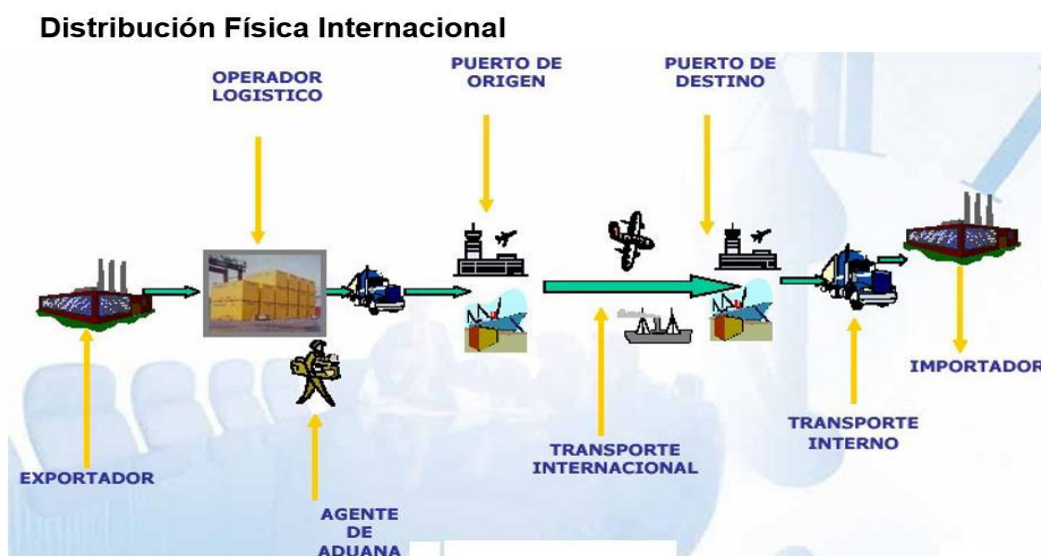 Distribución Física Internacional
OPERADOR
LOGISTICO
PUERTO DE
ORIGEN
PUERTO DE
DESTINO
IMPORTADOR
EXPORTADOR
AGENTE
DE
ADUANA
TRANSPORTE
INTERNACIONAL
TRANSPORTE
INTERNO